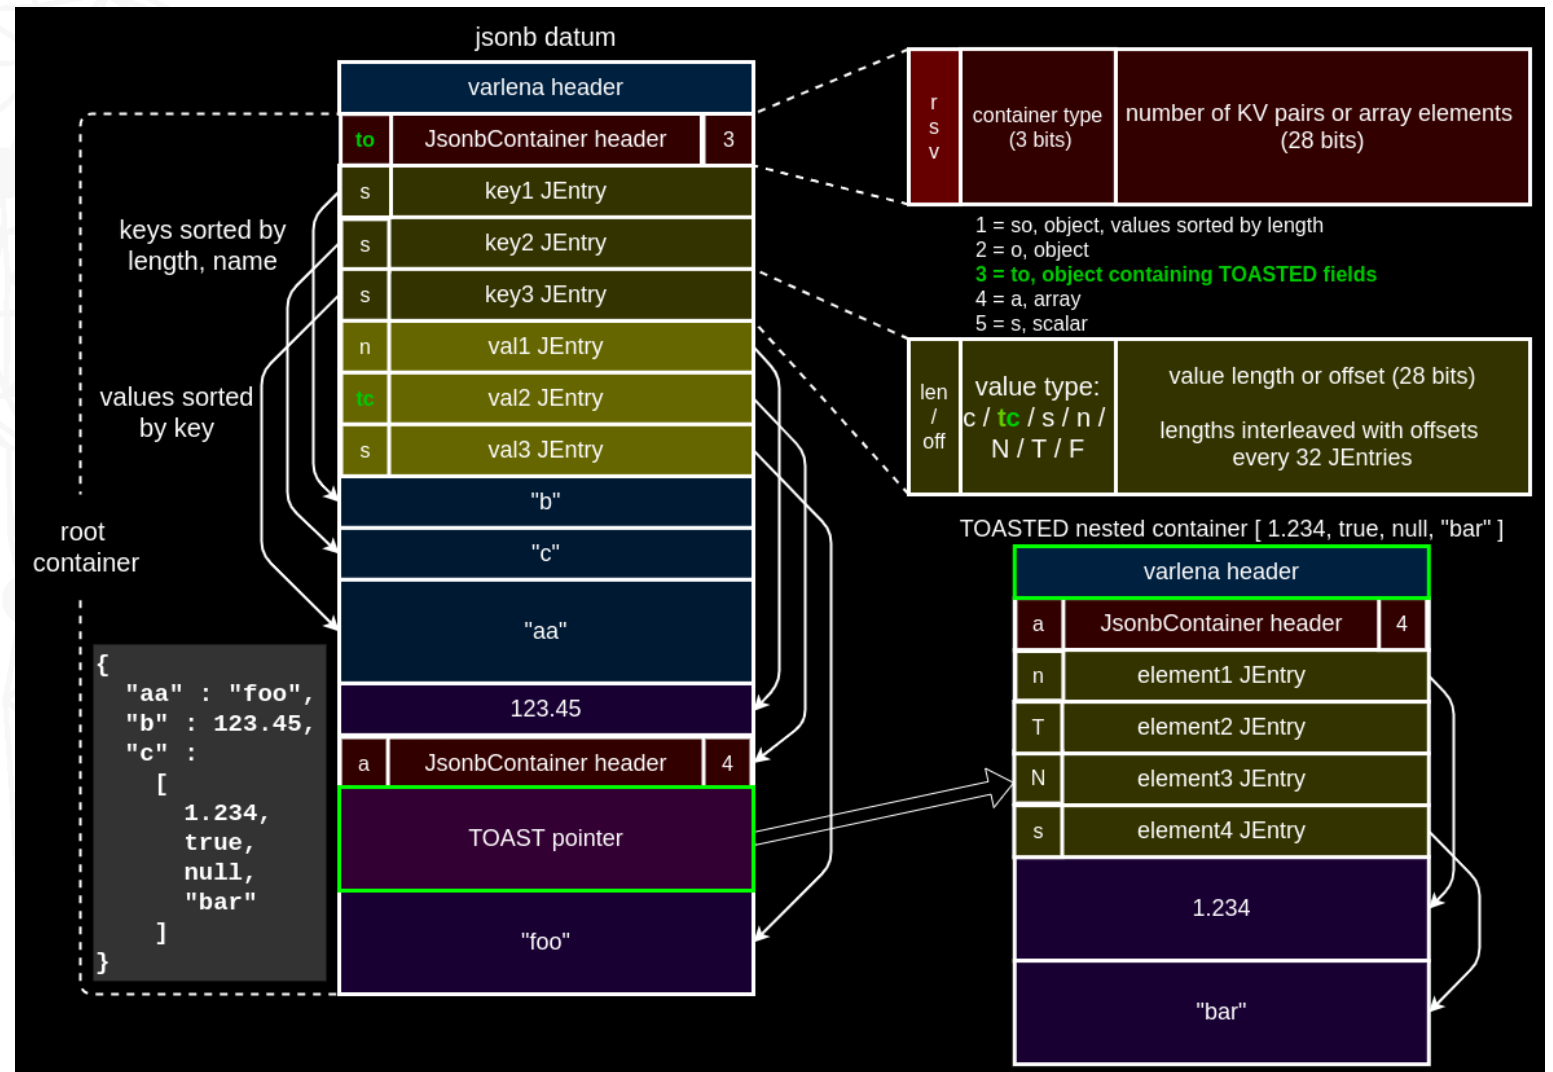 jsonb datum
varlena header
to JsonbContainer header 3
s key1 JEntry
s key2 JEntry
s key3 JEntry
n val1 JEntry
tc val2 JEntry
s val3 JEntry
"b"
"c"
"aa"
123.45
a JsonbContainer header 4
TOAST pointer
"foo"
keys sorted by
length, name
values sorted
by key
root
container
{
"aa" : "foo",
"b" : 123.45,
"c" :
[
1.234,
true,
null,
"bar"
]
}
r
s
v
container type
(3 bits)
number of KV pairs or array elements
(28 bits)
1 = so, object, values sorted by length
2 = o, object
3 = to, object containing TOASTED fields
4 = a, array
5 = s, scalar
len
/
off
value type:
c / tc / s / n /
N / T / F
value length or offset (28 bits)
lengths interleaved with offsets
every 32 JEntries
TOASTED nested container [ 1.234, true, null, "bar" ]
varlena header
a JsonbContainer header 4
n element1 JEntry
T element2 JEntry
N element3 JEntry
s element4 JEntry
1.234
"bar"